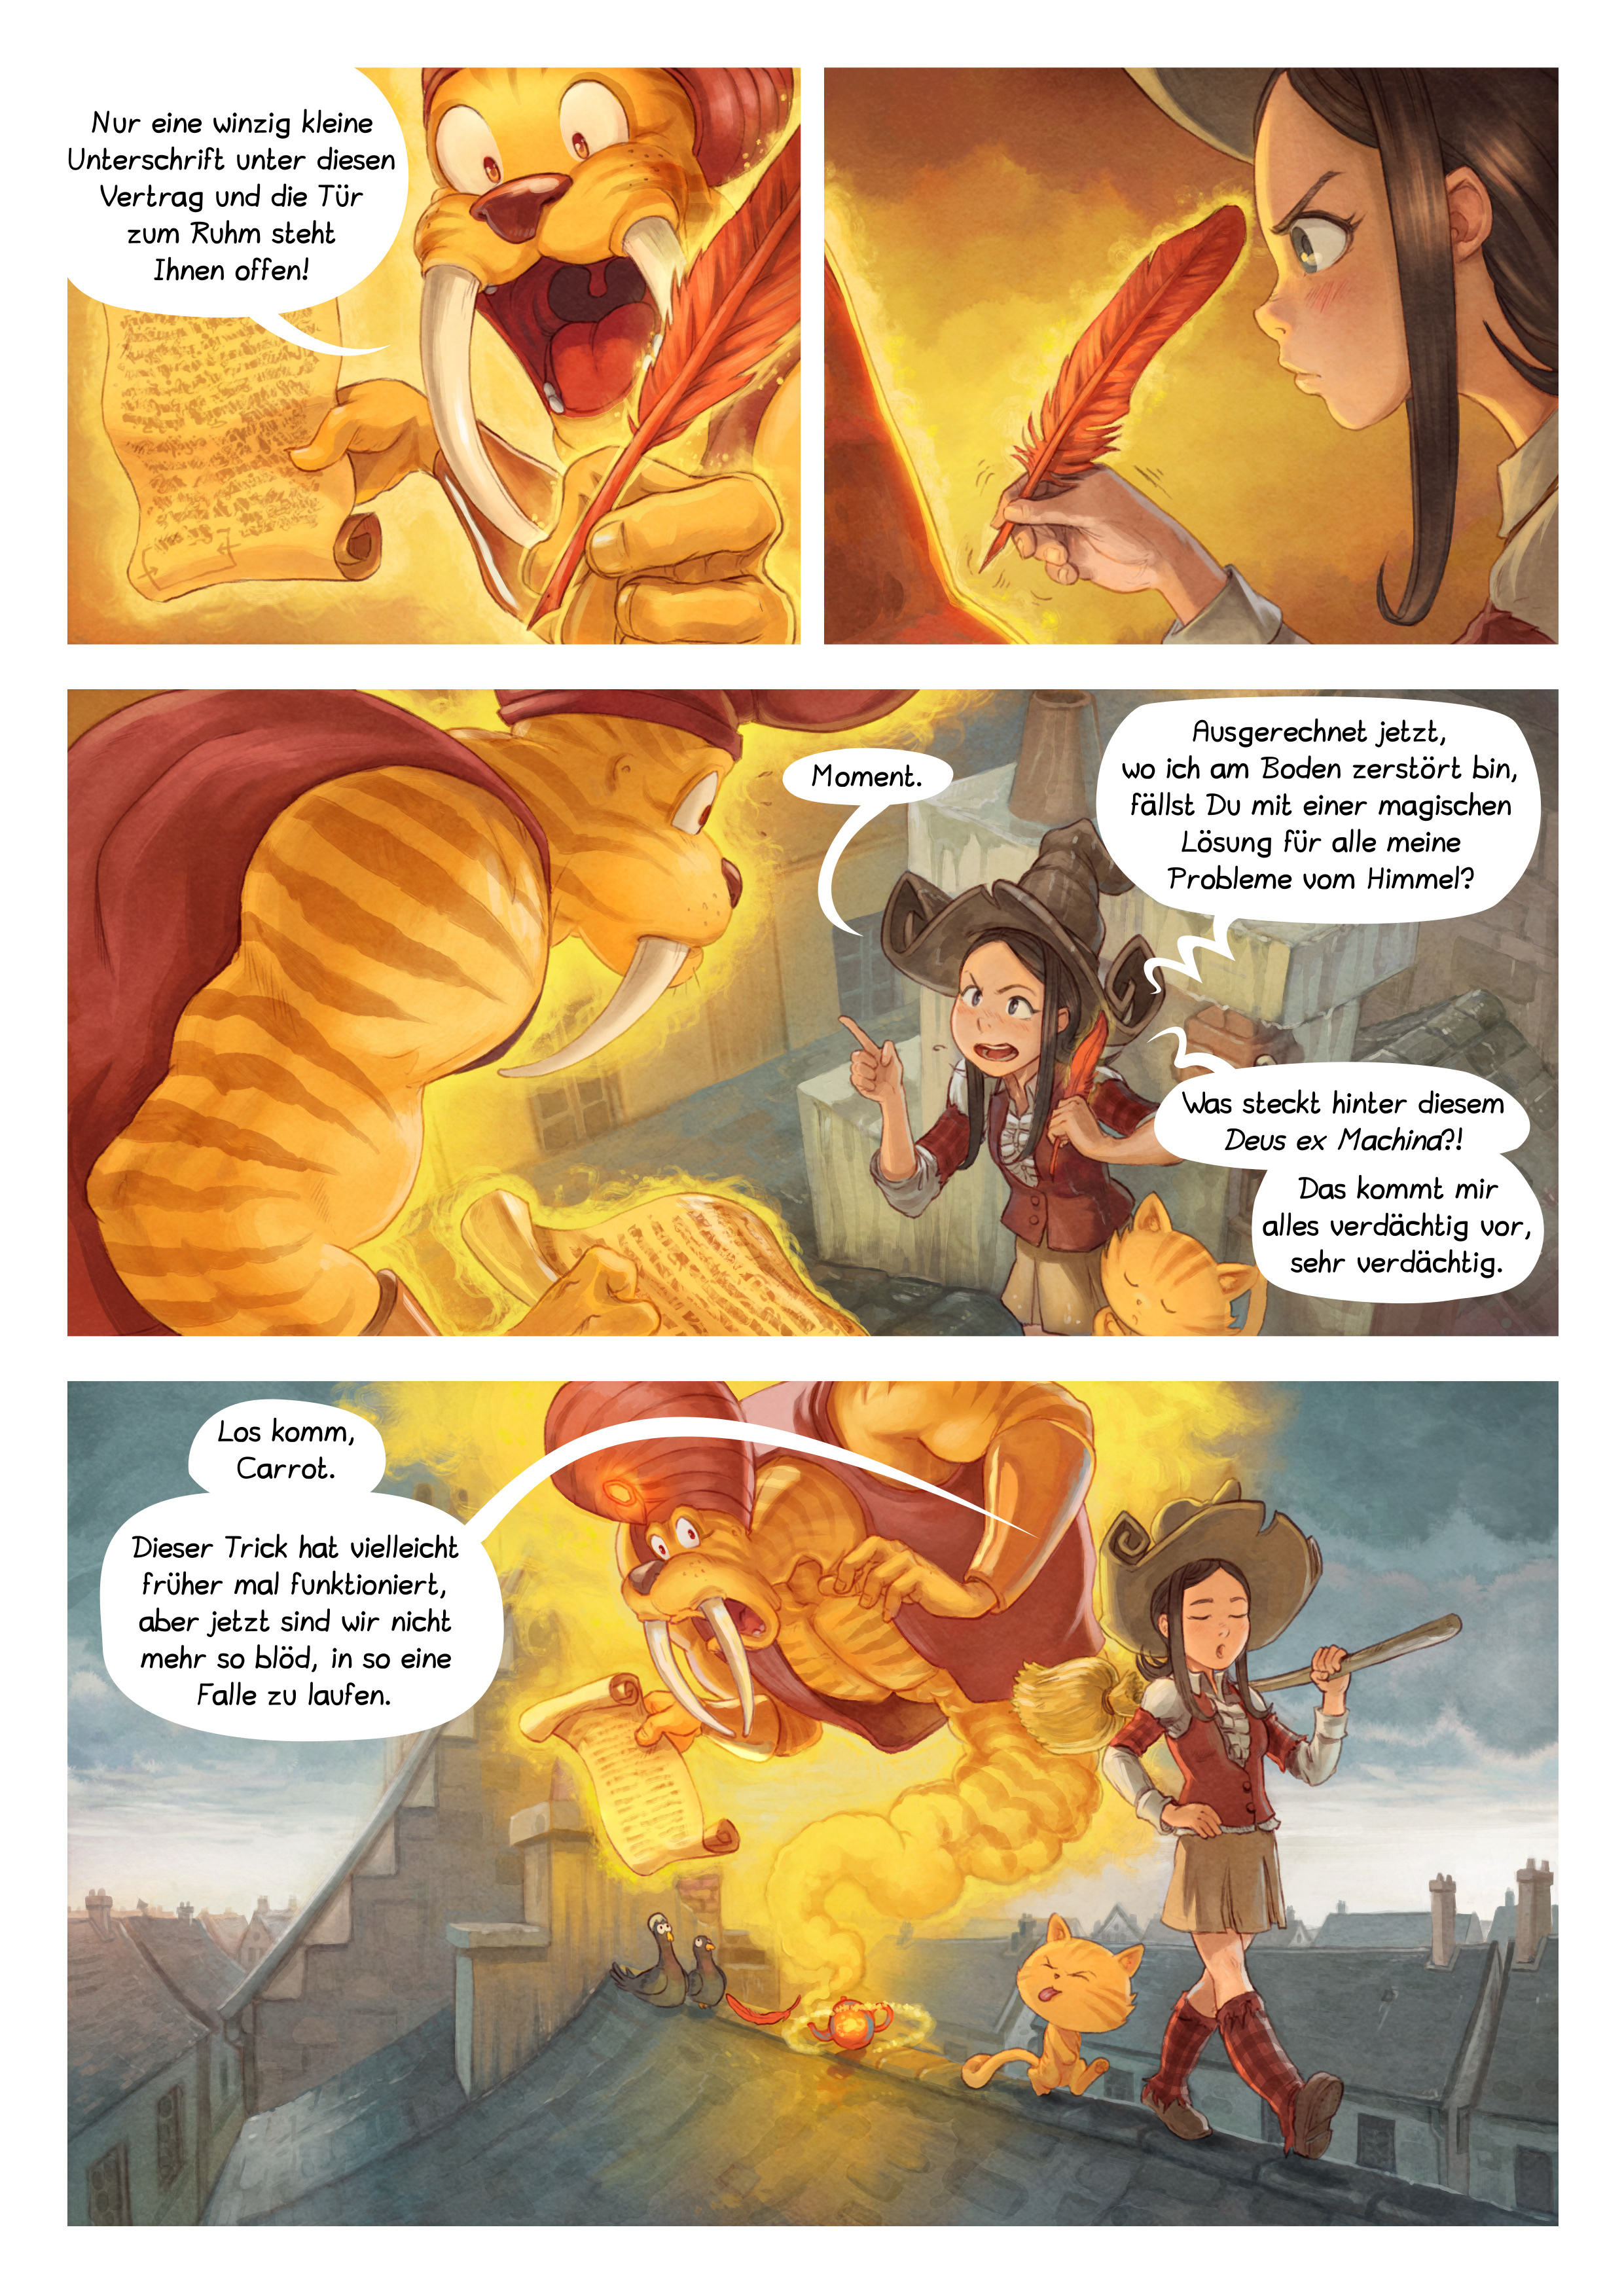 Nur eine winzig kleine
Unterschrift unter diesen
Vertrag und die Tür
zum Ruhm steht
Ihnen offen!
Moment.
Ausgerechnet jetzt,
wo ich am Boden zerstört bin,
fällst Du mit einer magischen
Lösung für alle meine
Probleme vom Himmel?
Was steckt hinter diesem
Deus ex Machina?!
Das kommt mir
alles verdächtig vor,
sehr verdächtig.
Los komm,
Carrot.
Dieser Trick hat vielleicht
früher mal funktioniert,
aber jetzt sind wir nicht
mehr so blöd, in so eine
Falle zu laufen.